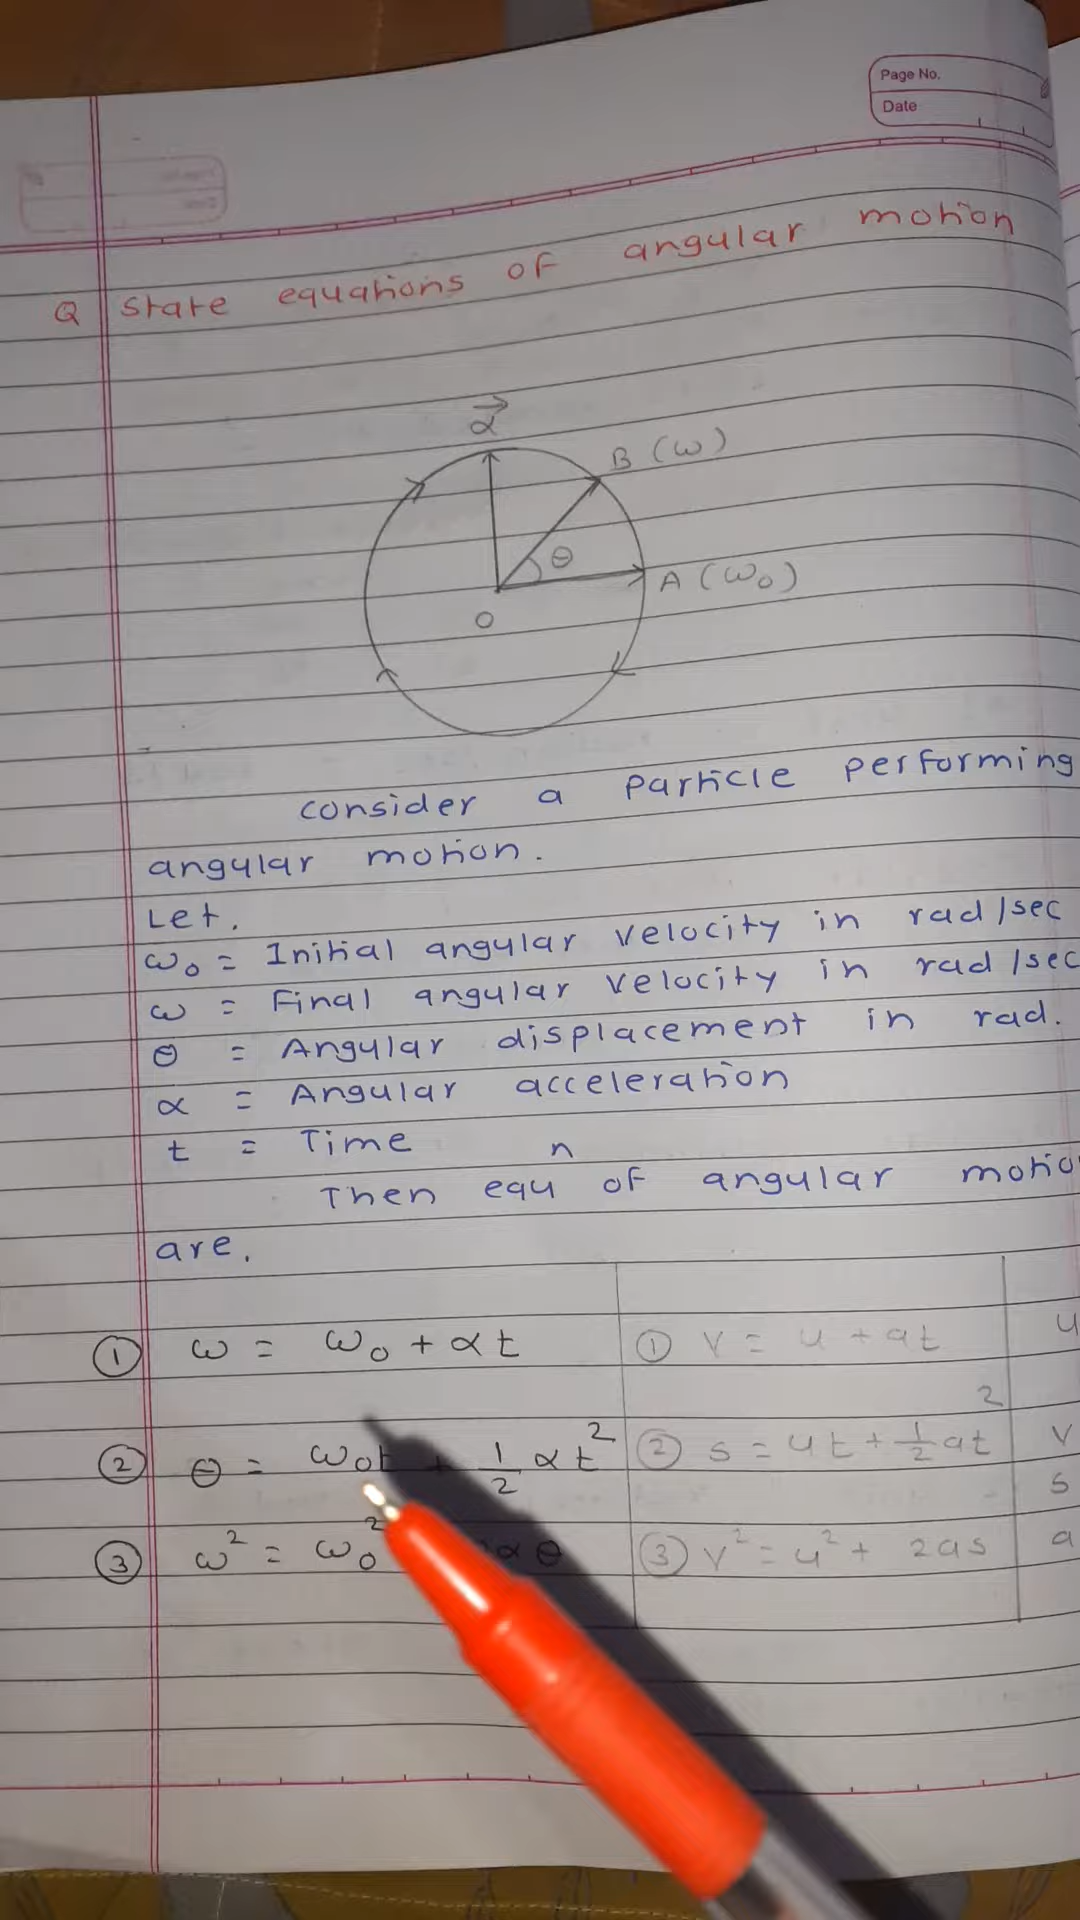 Page No.
Date
Q State equations of angular motion
α
B (ω)
θ
A (ω₀)
O
consider a particle performing
angular motion.
Let,
ω₀ = Initial angular velocity in rad/sec
ω = Final angular velocity in rad/sec
θ = Angular displacement in rad.
α = Angular acceleration
t = Time
Then equⁿ of angular
are.
① ω = ω₀ + αt ① v = u + at u
② θ = ω₀t + 1/2 αt² ② s = ut + 1/2 at² v
s
③ ω² = ω₀² 2αθ ③ v² = u² + 2as a